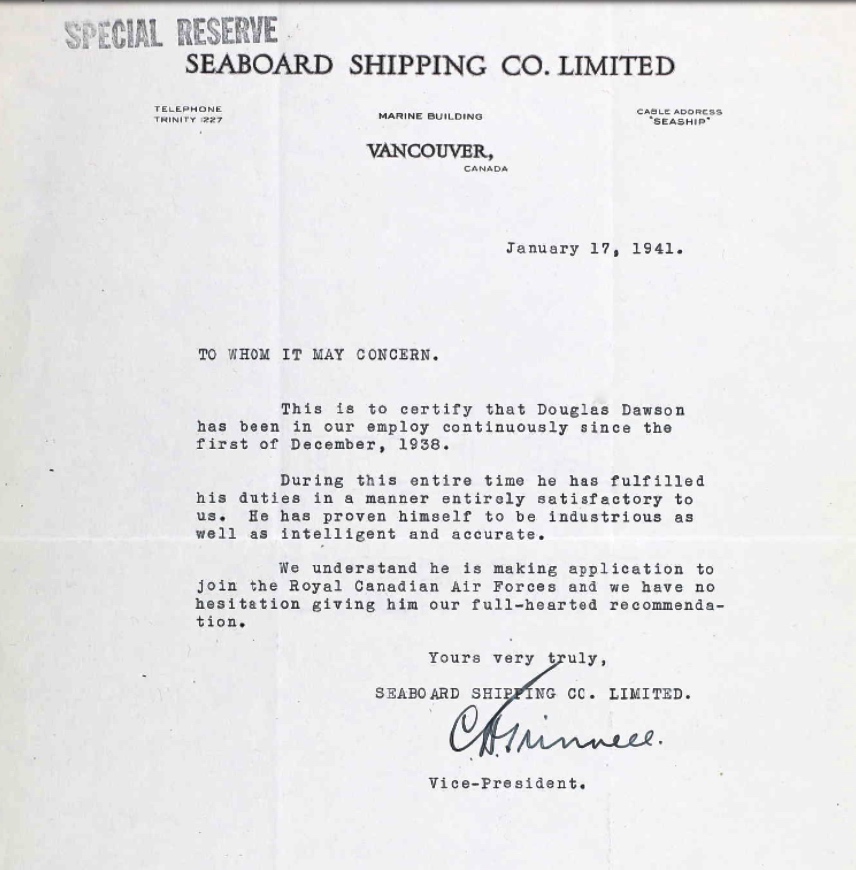 SPECIAL RESERVE
SEABOARD SHIPPING CO. LIMITED
TELEPHONE
TRINITY 1227
MARINE BUILDING
CABLE ADDRESS
"SEASHIP"
VANCOUVER,
CANADA
January 17, 1941.
TO WHOM IT MAY CONCERN.
This is to certify that Douglas Dawson
has been in our employ continuously since the
first of December, 1938.
During this entire time he has fulfilled
his duties in a manner entirely satisfactory to
us. He has proven himself to be industrious as
well as intelligent and accurate.
We understand he is making application to
join the Royal Canadian Air Forces and we have no
hesitation giving him our full-hearted recommenda-
tion.
Yours very truly,
SEABOARD SHIPPING CC. LIMITED.
Vice-President.